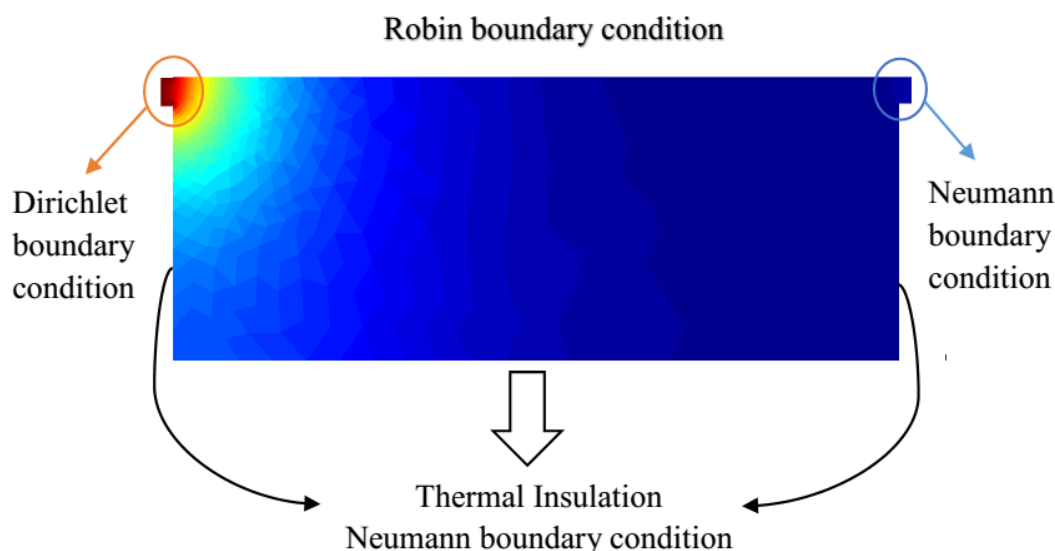 Robin boundary condition
Dirichlet
boundary
condition
Neumann
boundary
condition
Thermal Insulation
Neumann boundary condition